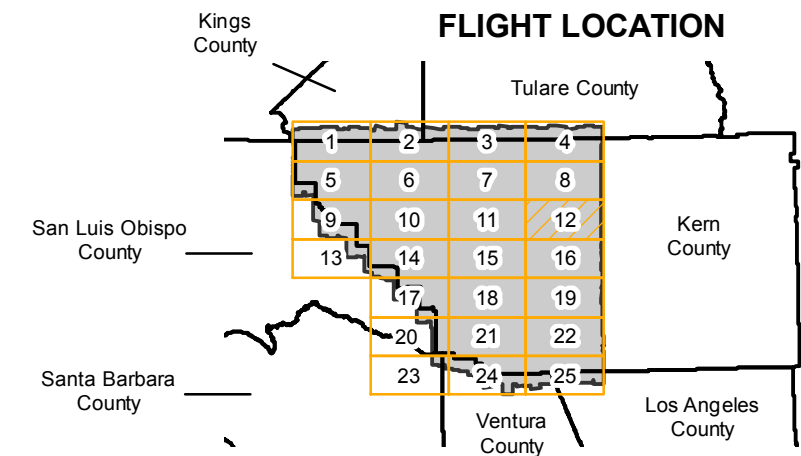 Kings
County
FLIGHT LOCATION
Tulare County
1 2 3 4
5 6 7 8
9 10 11 12
San Luis Obispo
County
Kern
County
13 14 15 16
17 18 19
20 21 22
23 24 25
Santa Barbara
County
Ventura
County
Los Angeles
County